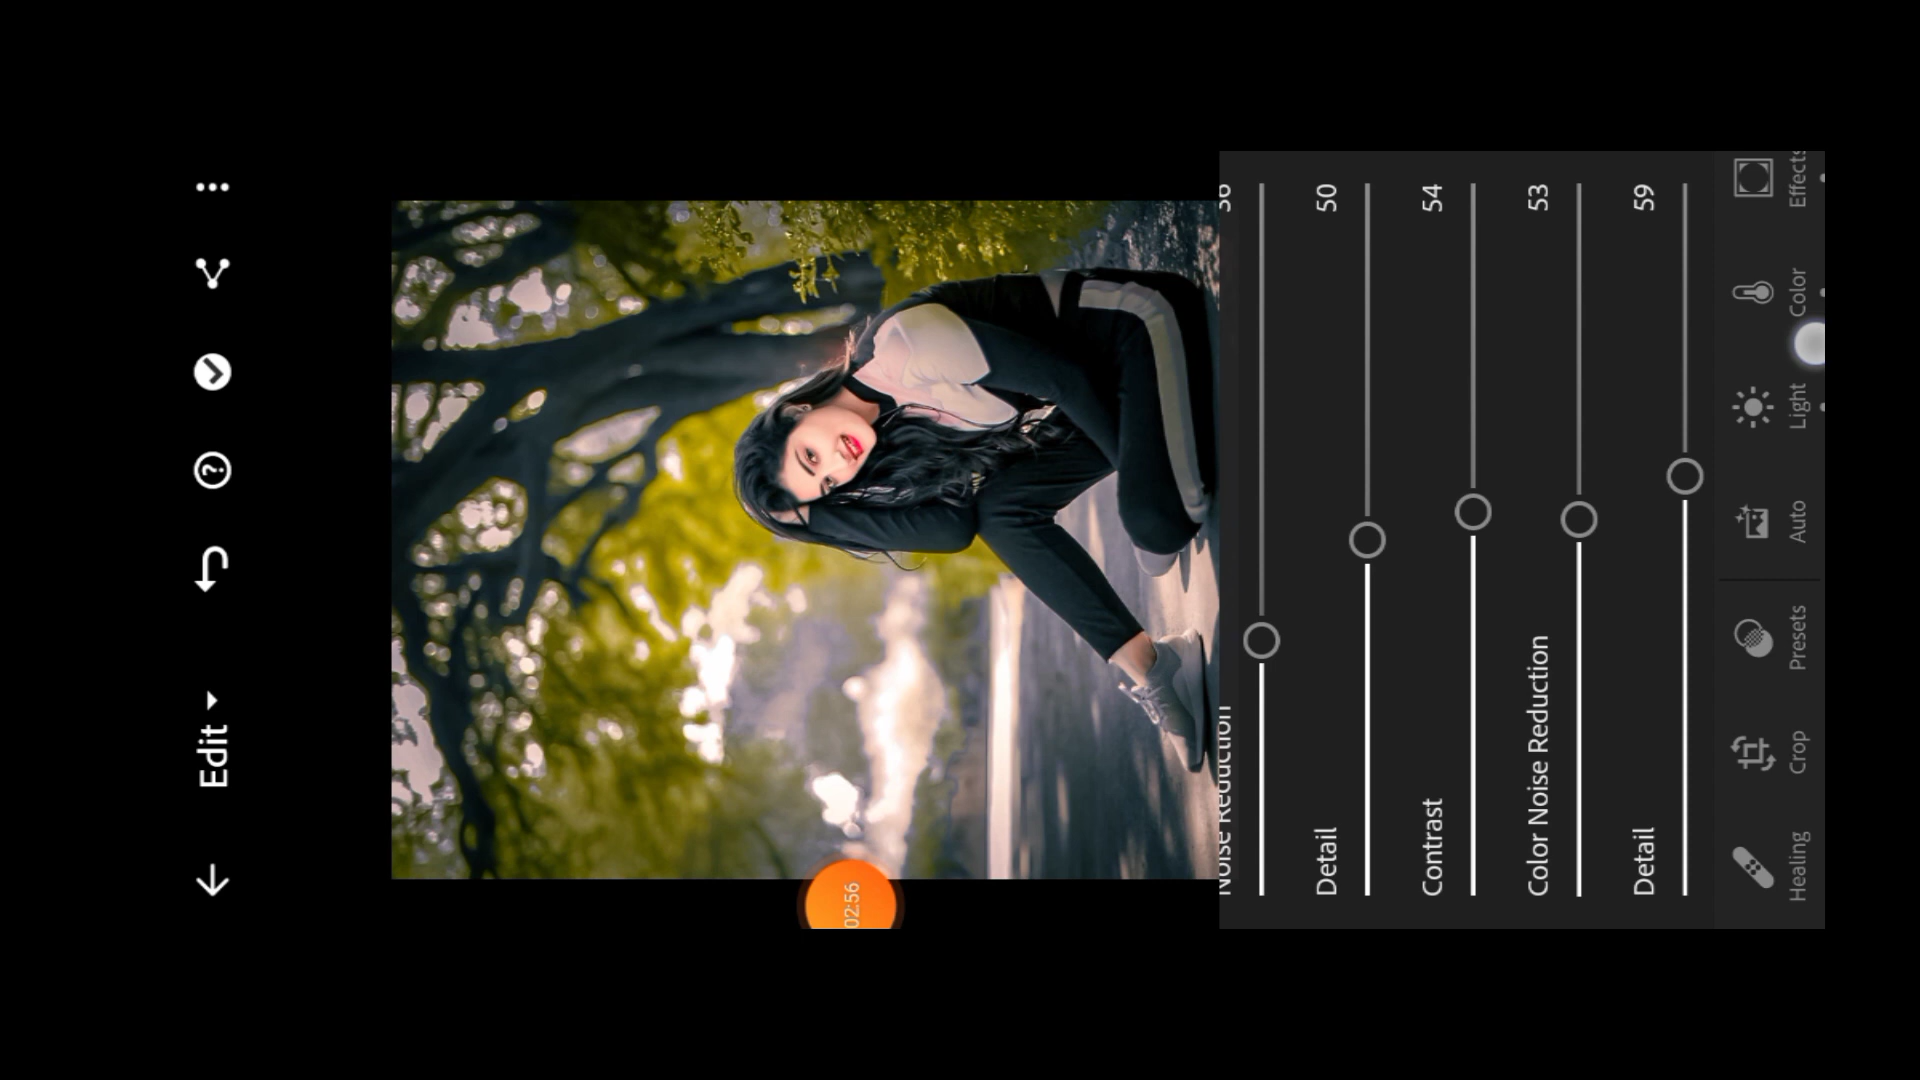 Edit
Noise Reduction 36
Detail 50
Contrast 54
Color Noise Reduction 53
Detail 59
Healing Crop Presets Auto Light Color Effects
02:56